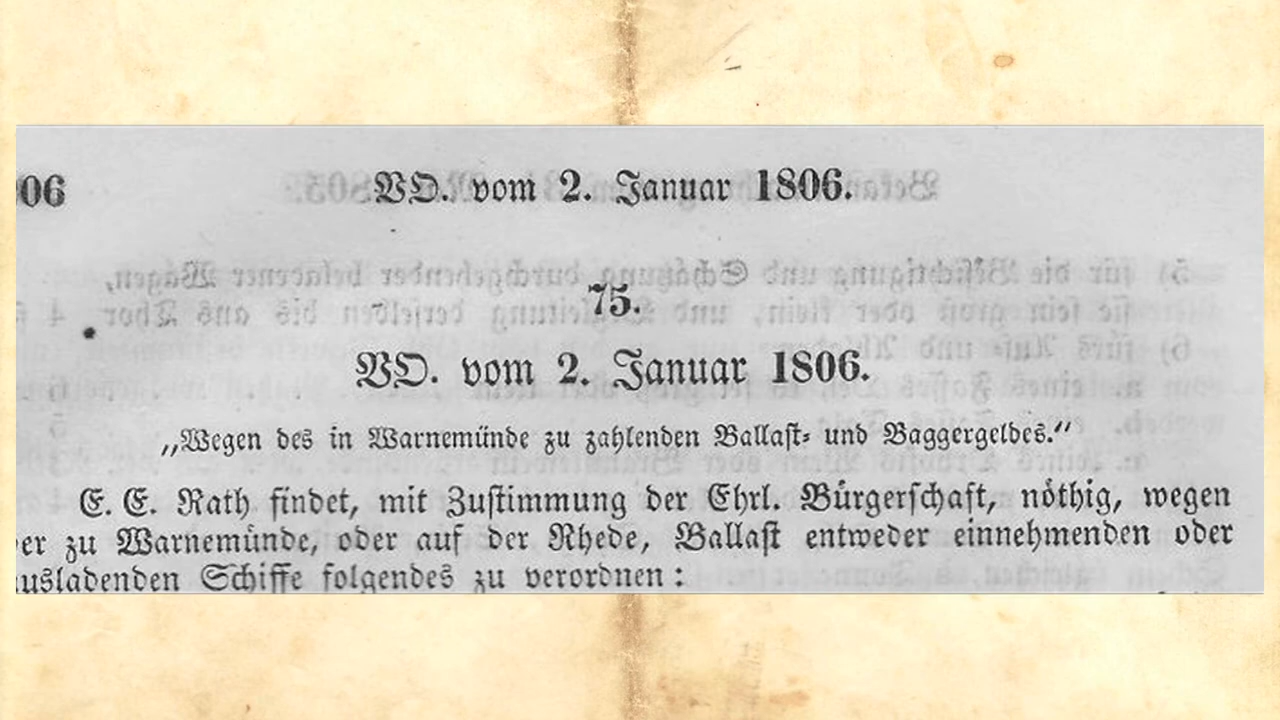 06 VO. vom 2. Januar 1806.
75.
VO. vom 2. Januar 1806.
„Wegen des in Warnemünde zu zahlenden Ballast- und Baggergeldes.“
E. E. Rath findet, mit Zustimmung der Ehrl. Bürgerschaft, nöthig, wegen
er zu Warnemünde, oder auf der Rhede, Ballast entweder einnehmenden oder
ausladenden Schiffe folgendes zu verordnen: